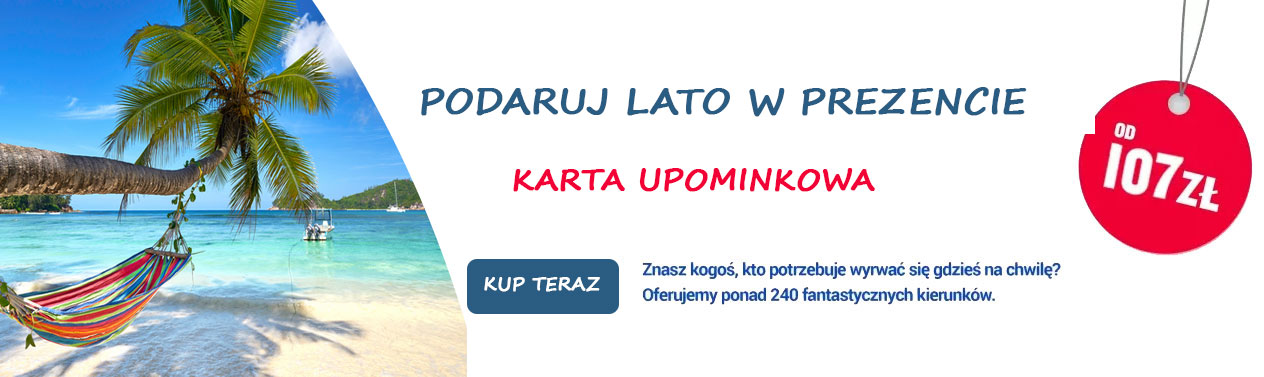 PODARUJ LATO W PREZENCIE
KARTA UPOMINKOWA
OD
107ZŁ
KUP TERAZ
Znasz kogoś, kto potrzebuje wyrwać się gdzieś na chwilę?
Oferujemy ponad 240 fantastycznych kierunków.